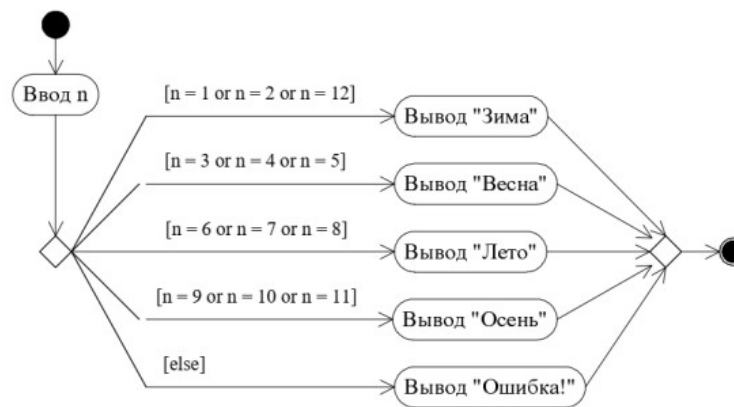 Ввод n
[n = 1 or n = 2 or n = 12]
Вывод "Зима"
[n = 3 or n = 4 or n = 5]
Вывод "Весна"
[n = 6 or n = 7 or n = 8]
Вывод "Лето"
[n = 9 or n = 10 or n = 11]
Вывод "Осень"
[else]
Вывод "Ошибка!"